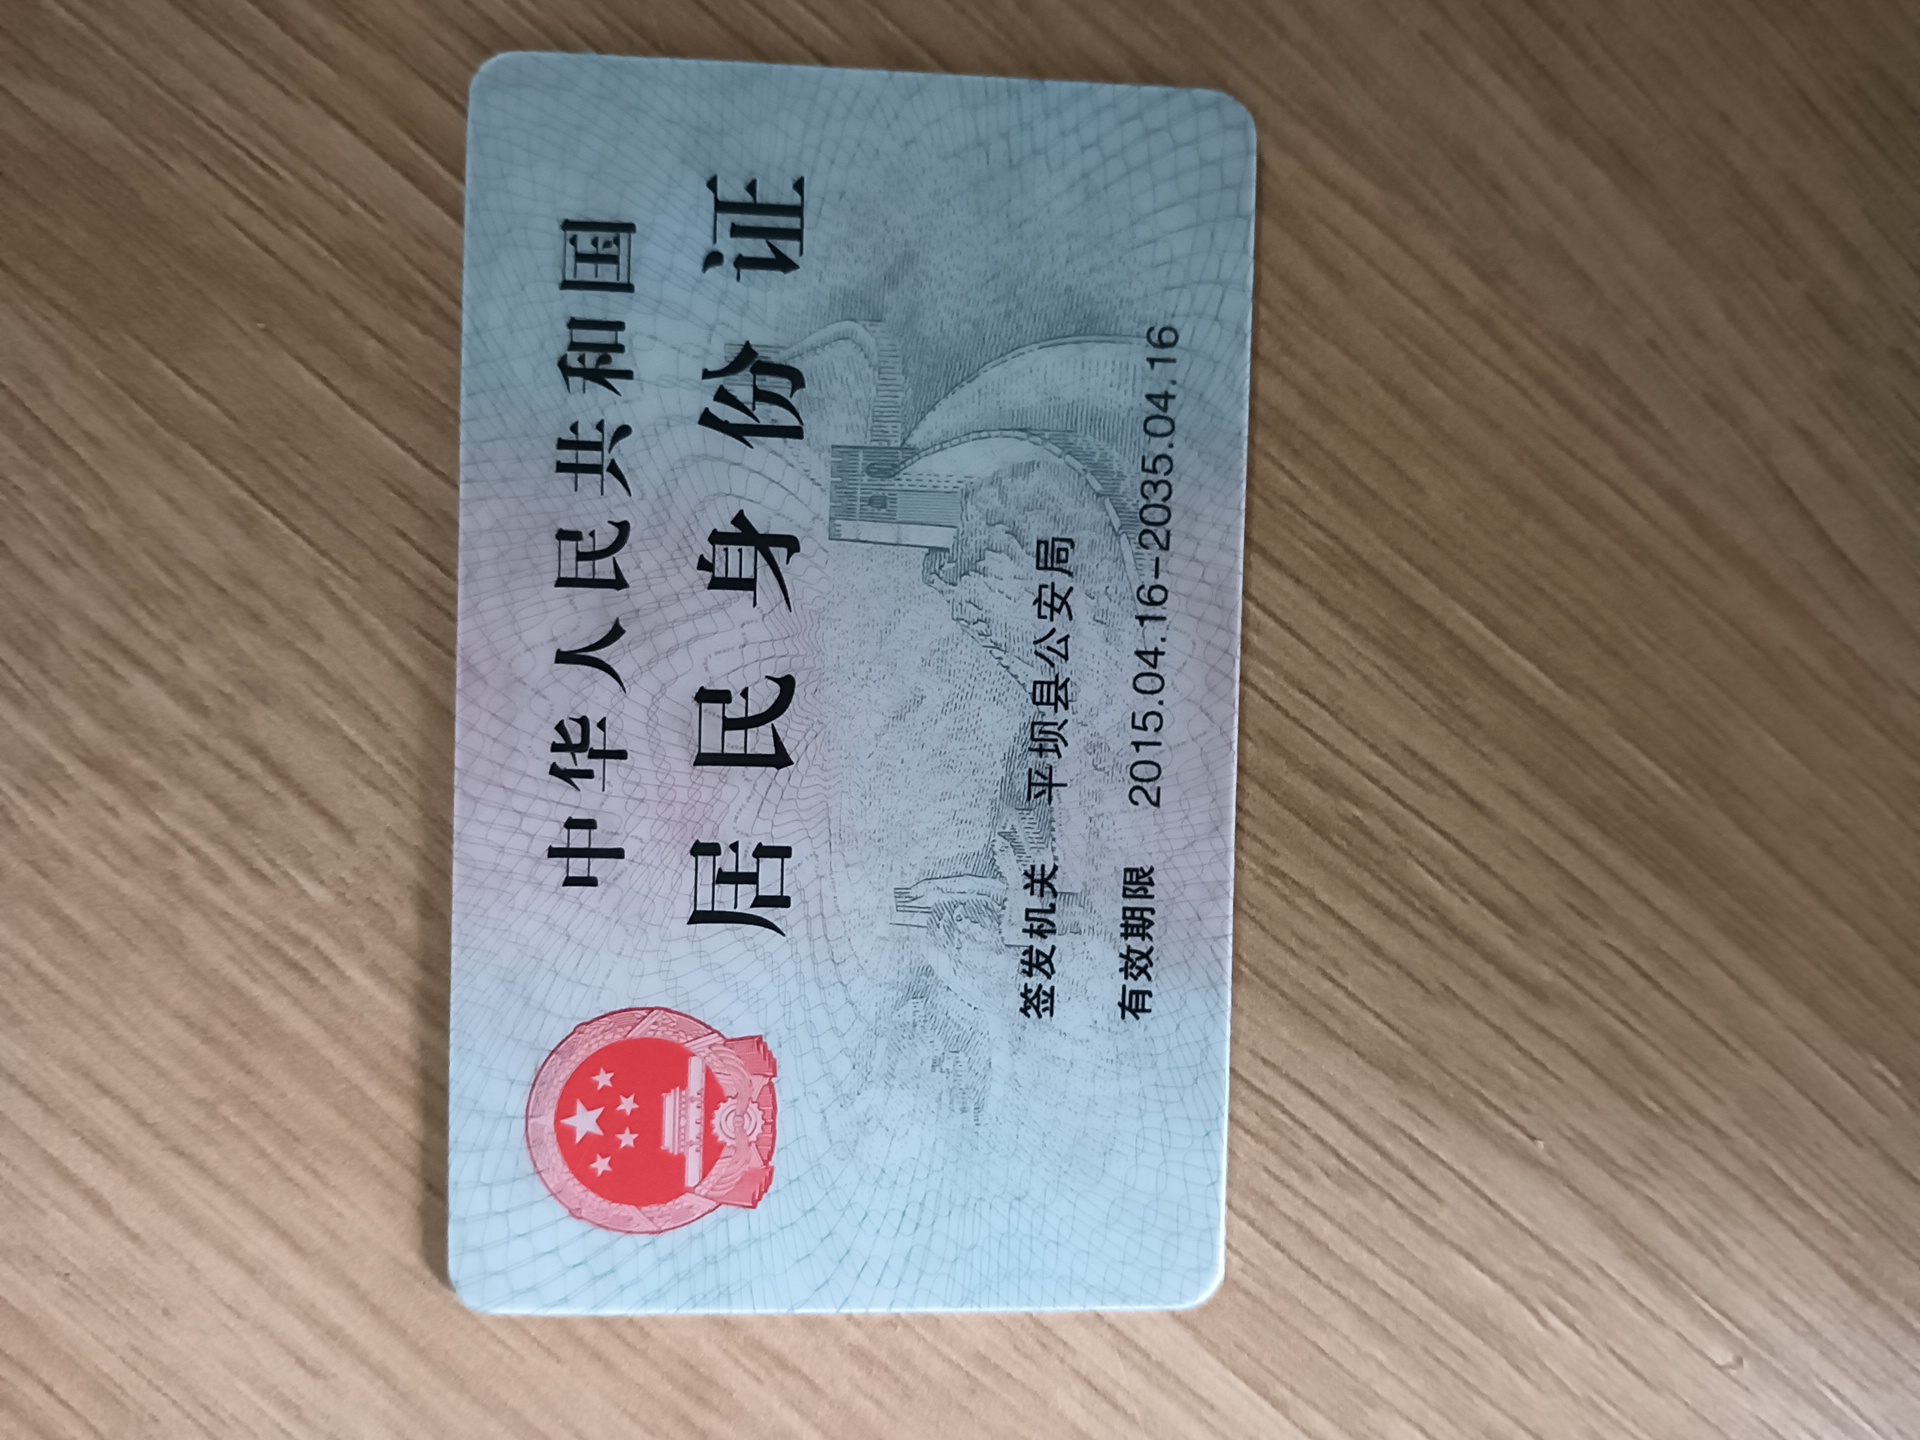 中华人民共和国
居民身份证
签发机关 平坝县公安局
有效期限 2015.04.16-2035.04.16